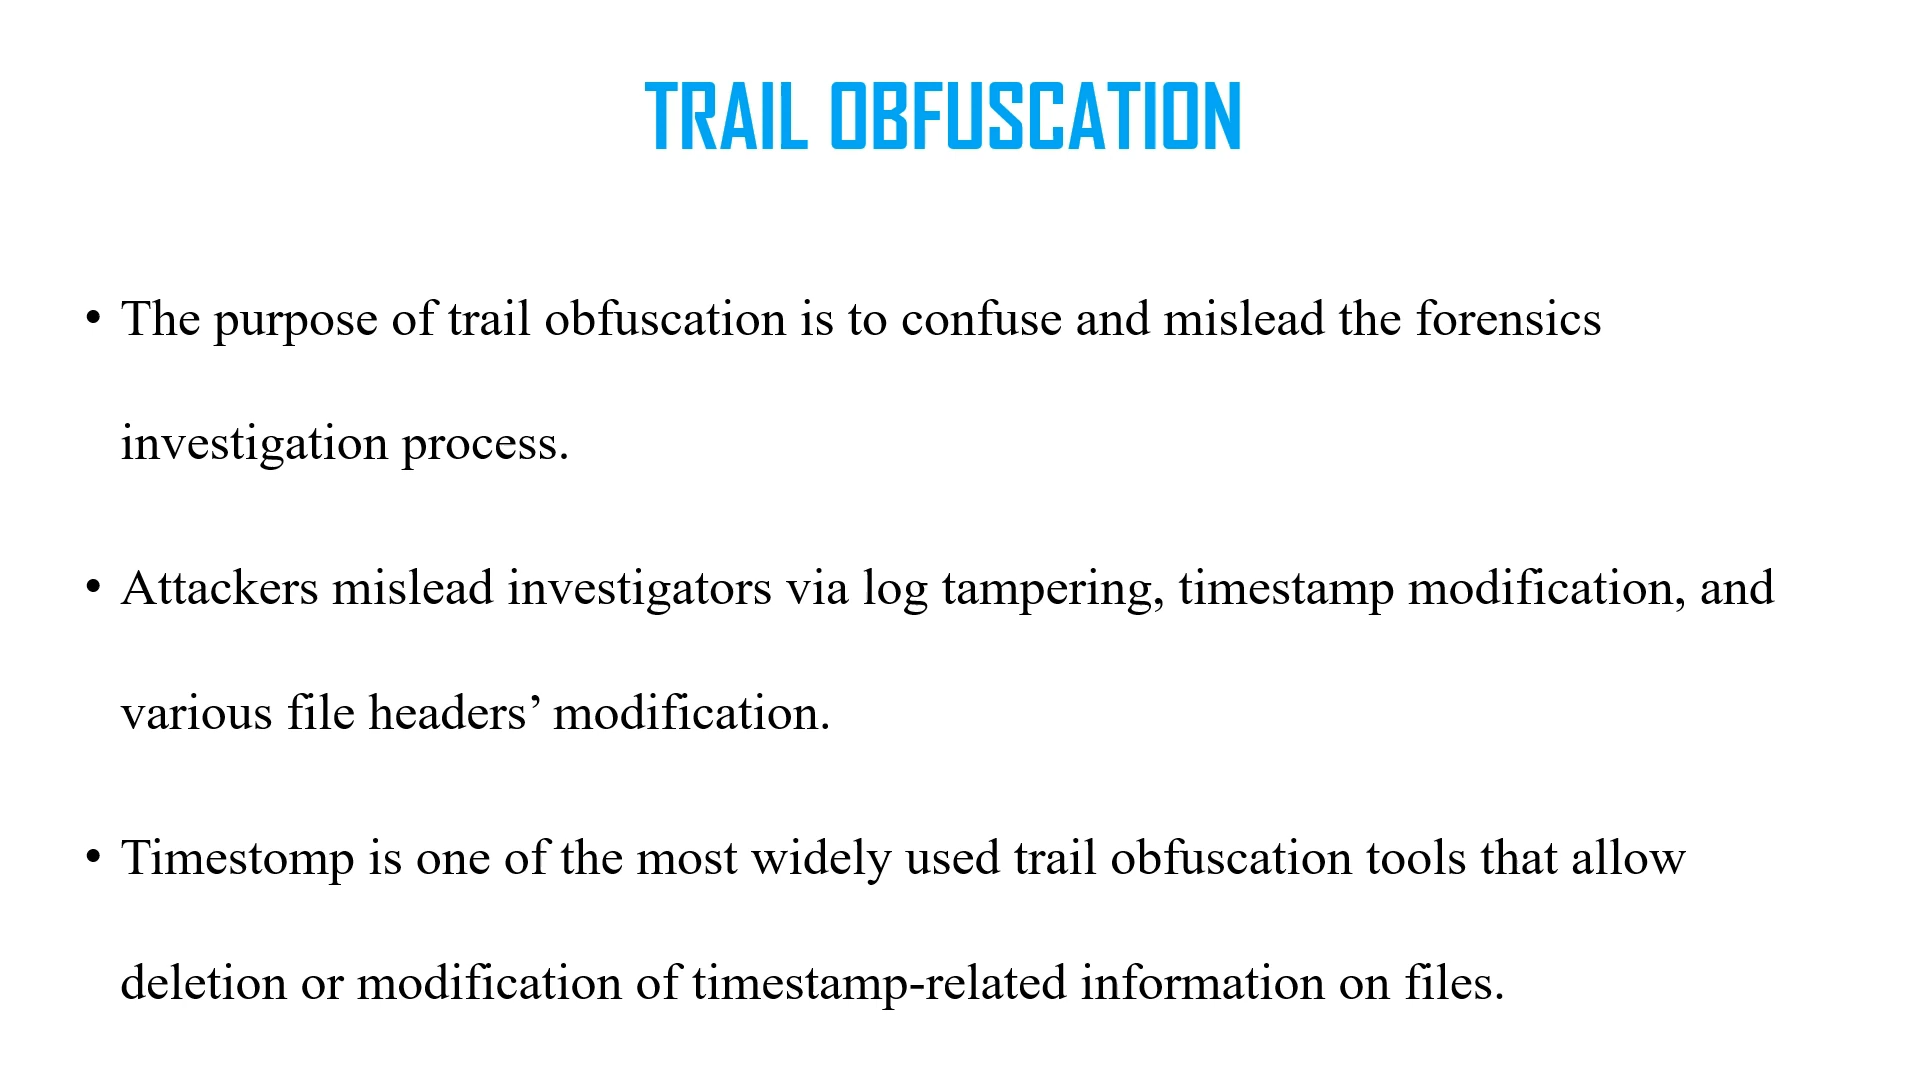 TRAIL OBFUSCATION
• The purpose of trail obfuscation is to confuse and mislead the forensics
investigation process.
• Attackers mislead investigators via log tampering, timestamp modification, and
various file headers’ modification.
• Timestomp is one of the most widely used trail obfuscation tools that allow
deletion or modification of timestamp-related information on files.